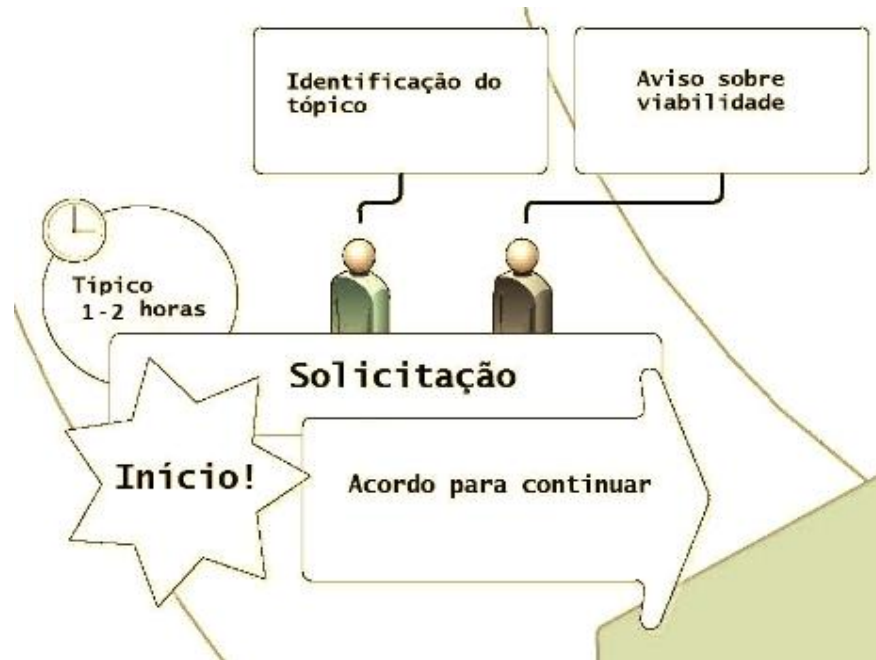 Identificação do
tópico
Aviso sobre
viabilidade
Típico
1-2 horas
Solicitação
Início!
Acordo para continuar